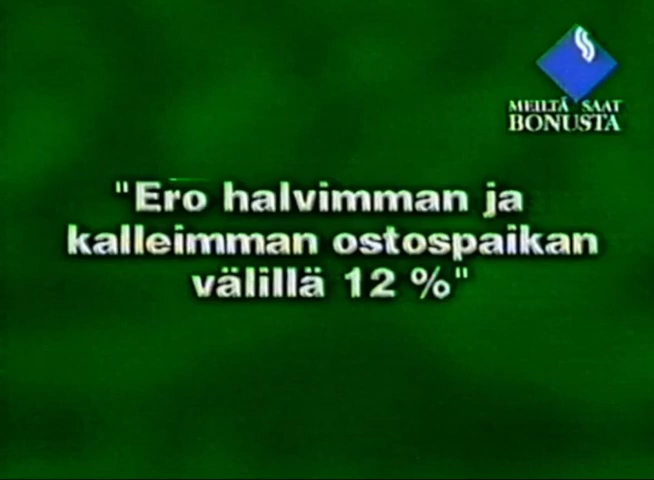 MEILTÄ SAAT
BONUSTA
"Ero halvimman ja
kalleimman ostospaikan
välillä 12 %"